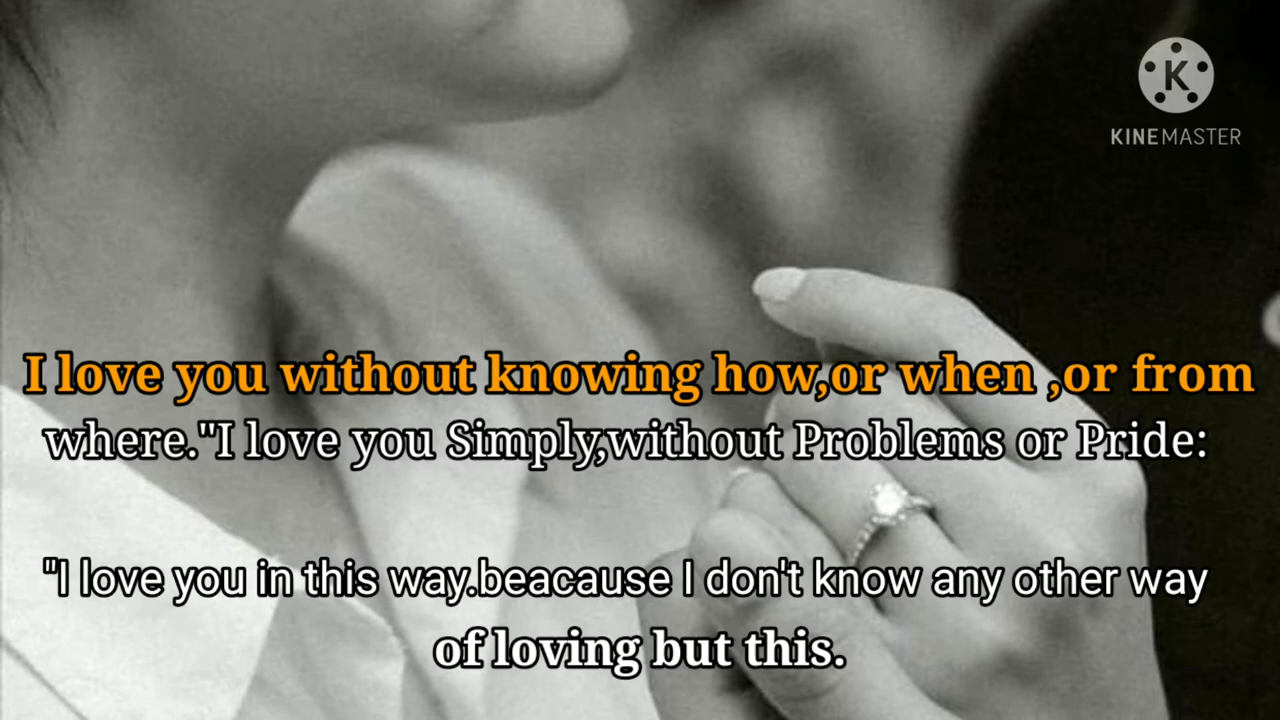 KINEMASTER
I love you without knowing how,or when ,or from
where."I love you Simply,without Problems or Pride:
"I love you in this way.beacause I don't know any other way
of loving but this.